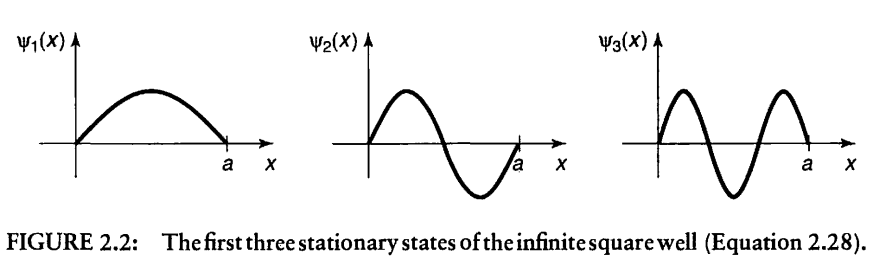 ψ₁(x) ψ₂(x) ψ₃(x)
a x a x a x
FIGURE 2.2: The first three stationary states of the infinite square well (Equation 2.28).